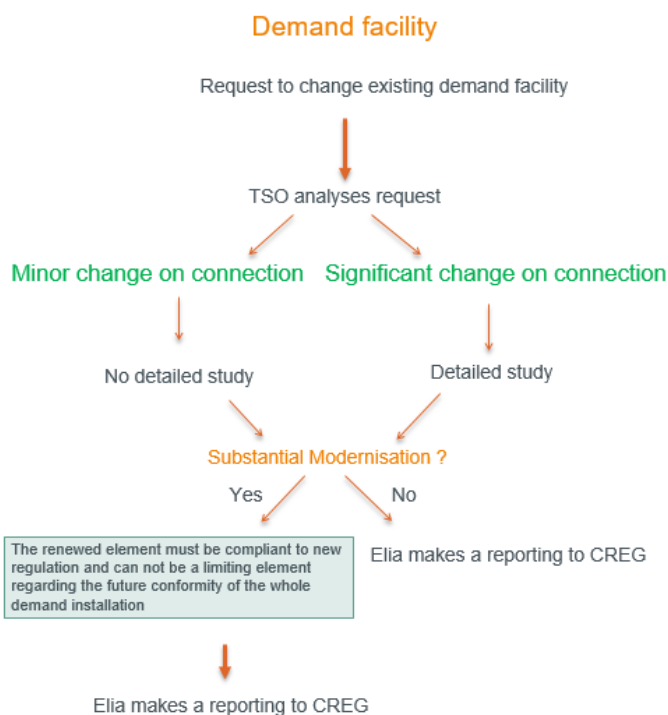 Demand facility
Request to change existing demand facility
TSO analyses request
Minor change on connection
Significant change on connection
No detailed study
Detailed study
Substantial Modernisation ?
Yes
No
The renewed element must be compliant to new
regulation and can not be a limiting element
regarding the future conformity of the whole
demand installation
Elia makes a reporting to CREG
Elia makes a reporting to CREG